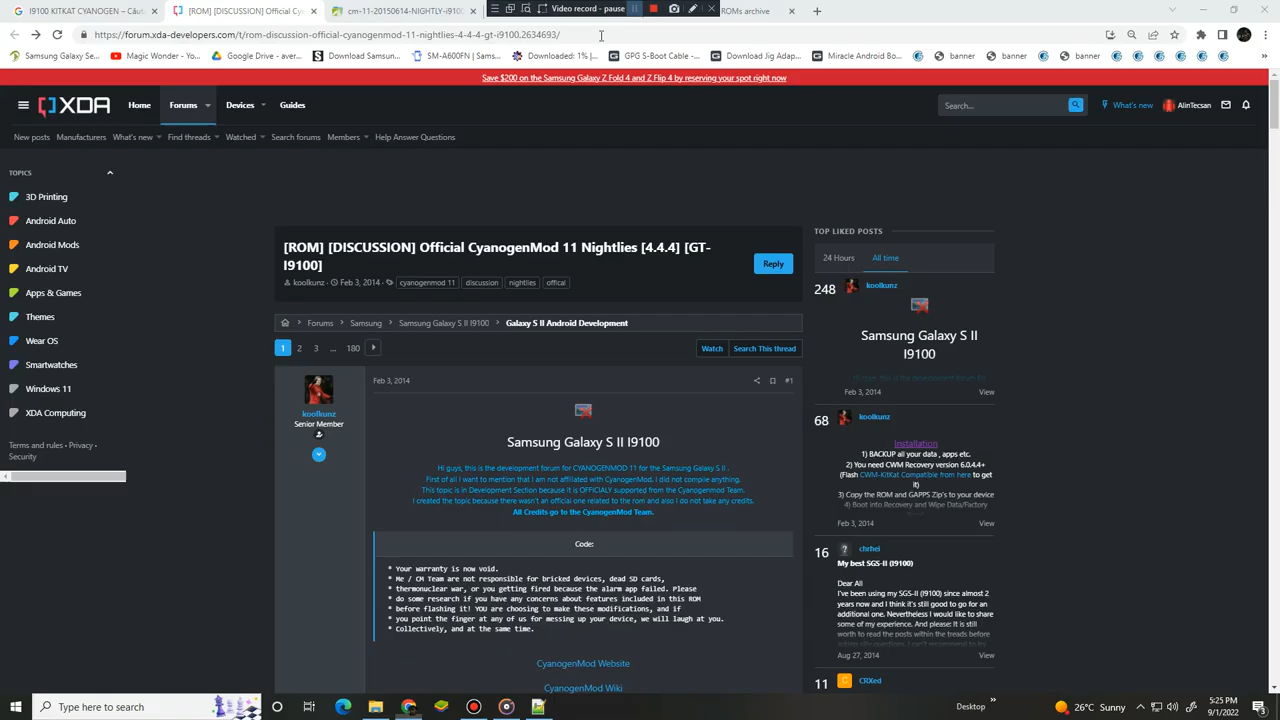 I9100 KITKAT CYANOGEN – Căuta
[ROM] [DISCUSSION] Official Cyan
cm-11-20150614-NIGHTLY-i9100
Video record - pause
ROMs archive
https://forum.xda-developers.com/t/rom-discussion-official-cyanogenmod-11-nightlies-4-4-4-gt-i9100.2634693/
Samsung Galaxy Sel...
Magic Wonder - Yo...
Google Drive - aver...
Download Samsun...
SM-A600FN | Sams...
Downloaded: 1% |...
GPG S-Boot Cable -...
Download Jig Adap...
Miracle Android Bo...
banner
banner
banner
Save $200 on the Samsung Galaxy Z Fold 4 and Z Flip 4 by reserving your spot right now
XDA
Home
Forums
Devices
Guides
Search...
What's new
AlinTecsan
New posts
Manufacturers
What's new
Find threads
Watched
Search forums
Members
Help Answer Questions
TOPICS
3D Printing
Android Auto
Android Mods
Android TV
Apps & Games
Themes
Wear OS
Smartwatches
Windows 11
XDA Computing
Terms and rules • Privacy •
Security
[ROM] [DISCUSSION] Official CyanogenMod 11 Nightlies [4.4.4] [GT-
I9100]
Reply
koolkunz · Feb 3, 2014 ·
cyanogenmod 11
discussion
nightlies
offical
Forums
Samsung
Samsung Galaxy S II I9100
Galaxy S II Android Development
1
2
3
...
180
Watch
Search This thread
koolkunz
Senior Member
Feb 3, 2014
#1
Samsung Galaxy S II I9100
Hi guys, this is the development forum for CYANOGENMOD 11 for the Samsung Galaxy S II .
First of all I want to mention that I am not affiliated with CyanogenMod. I did not compile anything.
This topic is in Development Section because it is OFFICIALY supported from the Cyanogenmod Team.
I created the topic because there wasn't an official one related to the rom and also I do not take any credits.
All Credits go to the CyanogenMod Team.
Code:
* Your warranty is now void.
* Me / CM Team are not responsible for bricked devices, dead SD cards,
* thermonuclear war, or you getting fired because the alarm app failed. Please
* do some research if you have any concerns about features included in this ROM
* before flashing it! YOU are choosing to make these modifications, and if
* you point the finger at any of us for messing up your device, we will laugh at you.
* Collectively, and at the same time.
CyanogenMod Website
CyanogenMod Wiki
TOP LIKED POSTS
24 Hours
All time
248
koolkunz
Samsung Galaxy S II
I9100
Feb 3, 2014
View
68
koolkunz
Installation
1) BACKUP all your data , apps etc.
2) You need CWM Recovery version 6.0.4.4+
(Flash CWM-KitKat Compatible from here to get
it)
3) Copy the ROM and GAPPS Zip's to your device
4) Boot into Recovery and Wipe Data/Factory
Feb 3, 2014
View
16
?
chrhei
My best SGS-II (I9100)
Dear All
I've been using my SGS-II (I9100) since almost 2
years now and I think it's still good to go for an
additional one. Nevertheless I would like to share
some of my experience. And please: It is still
worth to read the posts within the treads before
Aug 27, 2014
View
11
C
CRXed
Type here to search
Desktop
26°C Sunny
5:25 PM
9/1/2022
3